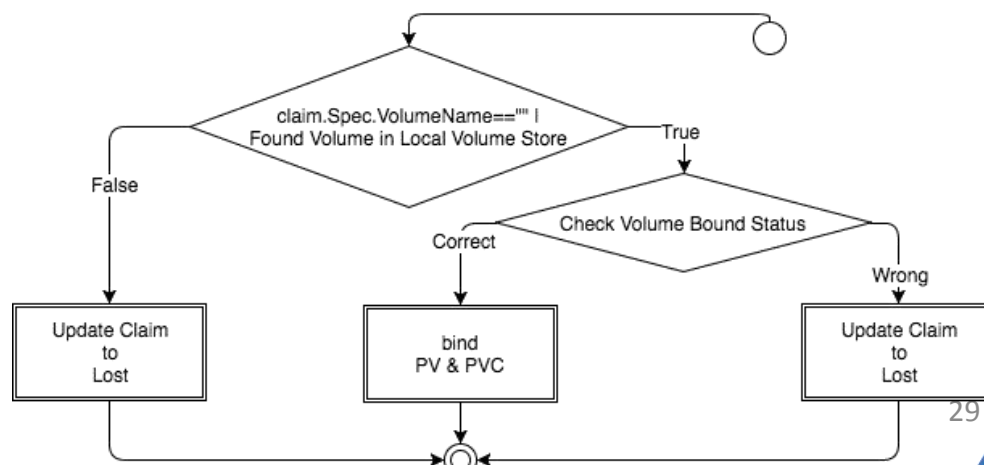 claim.Spec.VolumeName=="" |
Found Volume in Local Volume Store
True
False
Check Volume Bound Status
Correct
Wrong
Update Claim
to
Lost
bind
PV & PVC
Update Claim
to
Lost
29